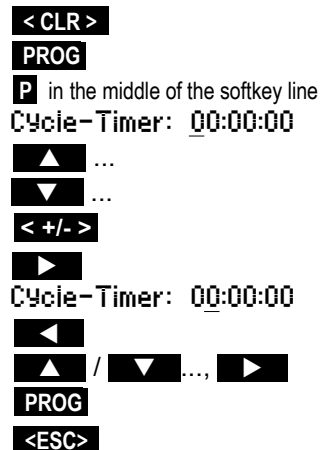 < CLR >
PROG
P in the middle of the softkey line
Cycle-Timer: 00:00:00
▲ ...
▼ ...
< +/- >
▶
Cycle-Timer: 00:00:00
◀
▲ / ▼ ..., ▶
PROG
<ESC>